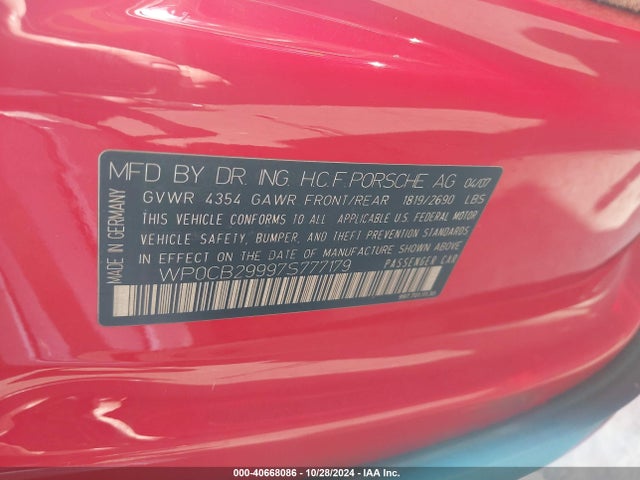 MFD BY DR. ING. H.C.F. PORSCHE AG 04/07
GVWR 4354 GAWR FRONT/REAR 1819/2690 LBS
THIS VEHICLE CONFORMS TO ALL APPLICABLE U.S. FEDERAL MOTOR
VEHICLE SAFETY, BUMPER, AND THEFT PREVENTION STANDARDS
IN EFFECT ON THE DATE OF MANUFACTURE SHOWN ABOVE
WP0CB29997S777179 PASSENGER CAR
MADE IN GERMANY
000-40668086 | 10/28/2024 | IAA Inc.